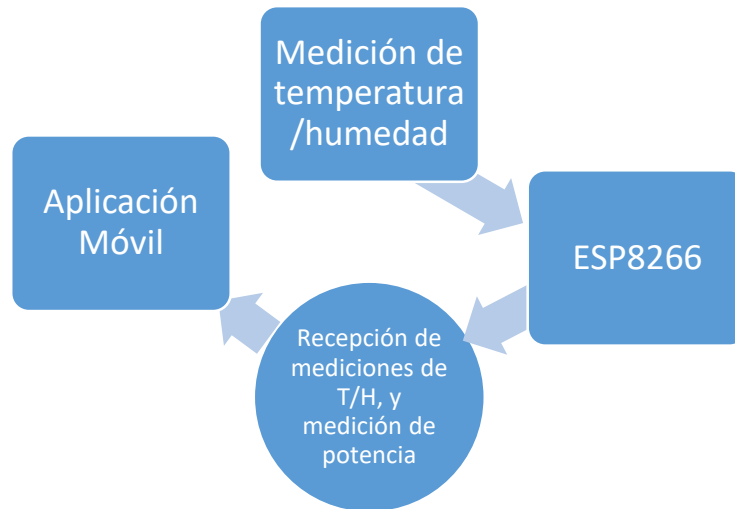 Medición de
temperatura
/humedad
Aplicación
Móvil
ESP8266
Recepción de
mediciones de
T/H, y
medición de
potencia